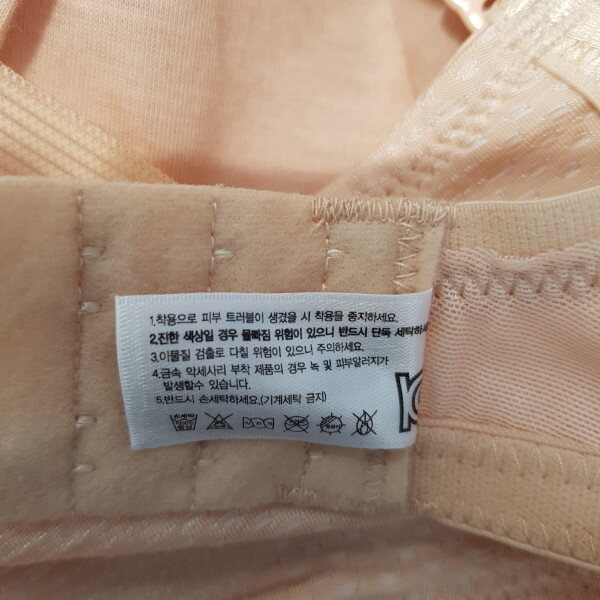 1.착용으로 피부 트러블이 생겼을 시 착용을 중지하세요.
2.진한 색상일 경우 물빠짐 위험이 있으니 반드시 단독 세탁하세
3.이물질 검출로 다칠 위험이 있으니 주의하세요.
4.금속 악세사리 부착 제품의 경우 녹 및 피부알러지가
발생할수 있습니다.
5.반드시 손세탁하세요.(기계세탁 금지)
손세탁